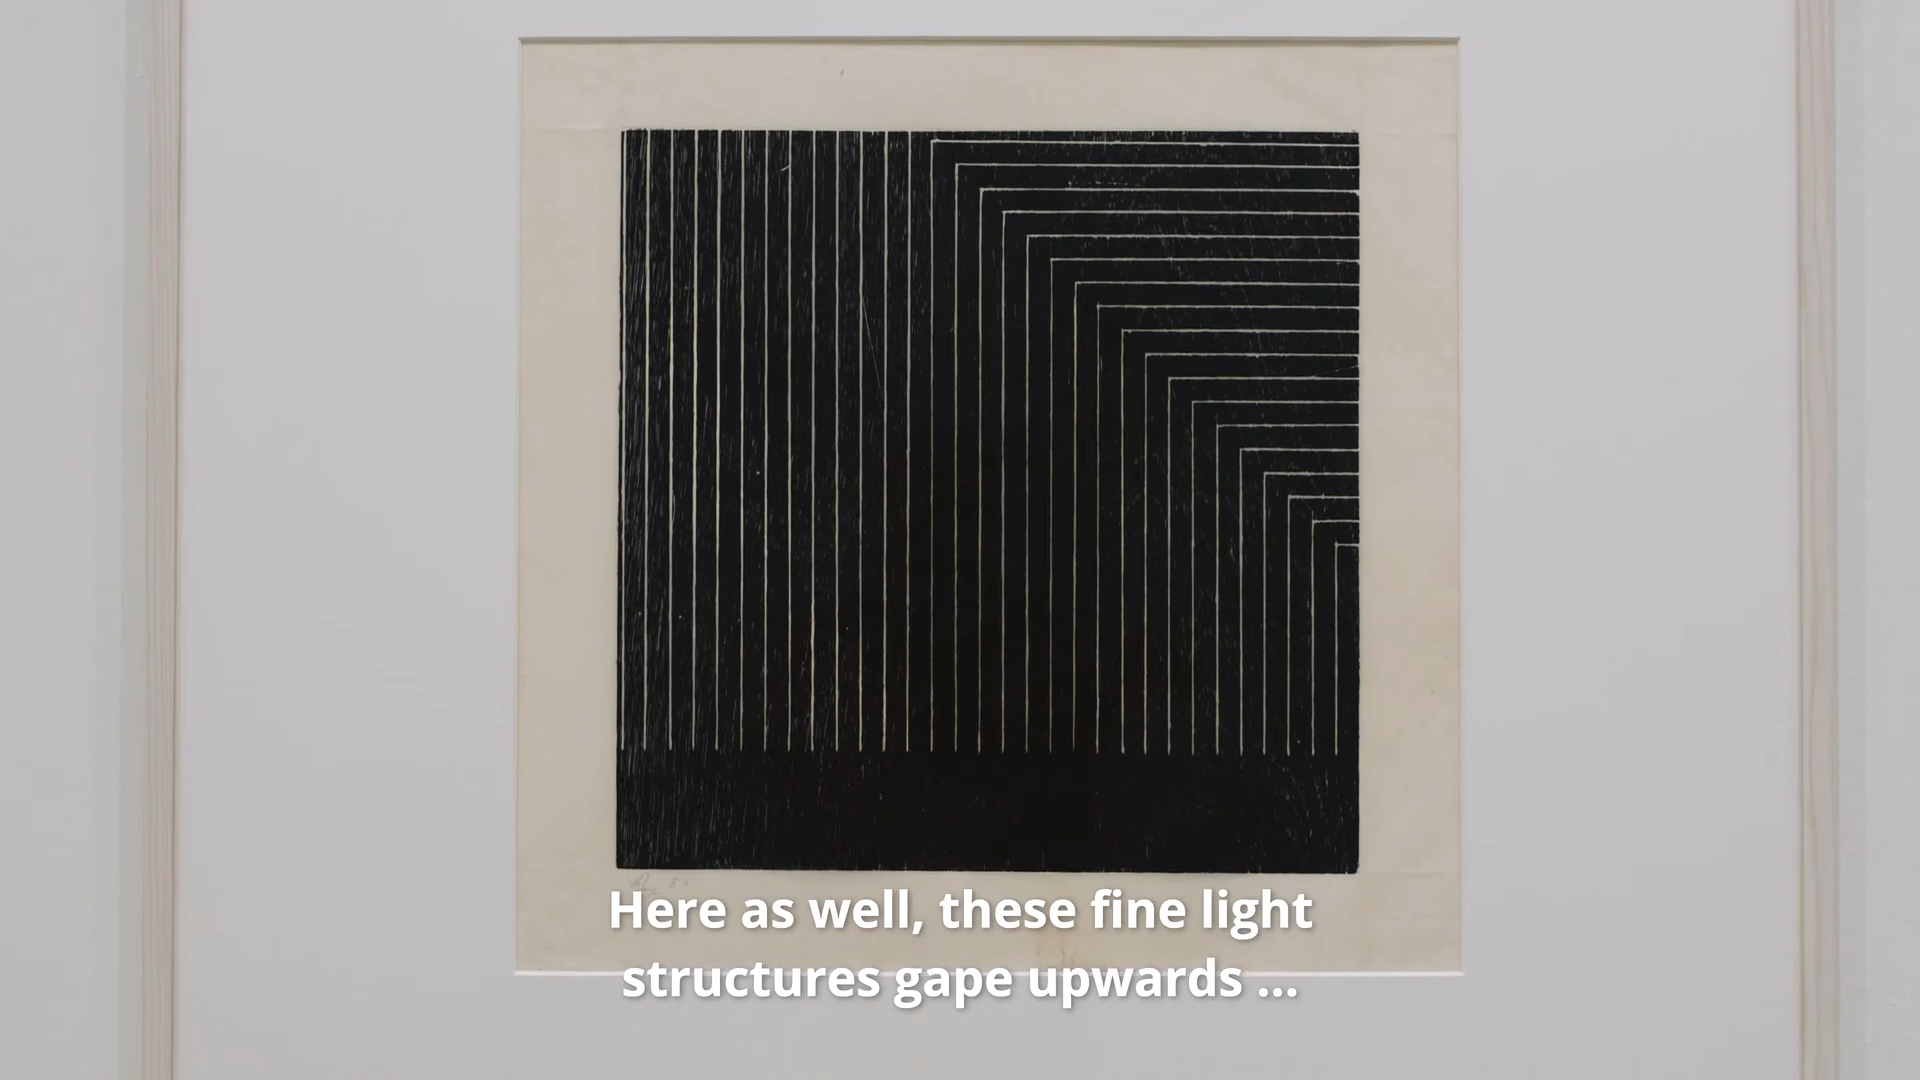 Here as well, these fine light
structures gape upwards ...